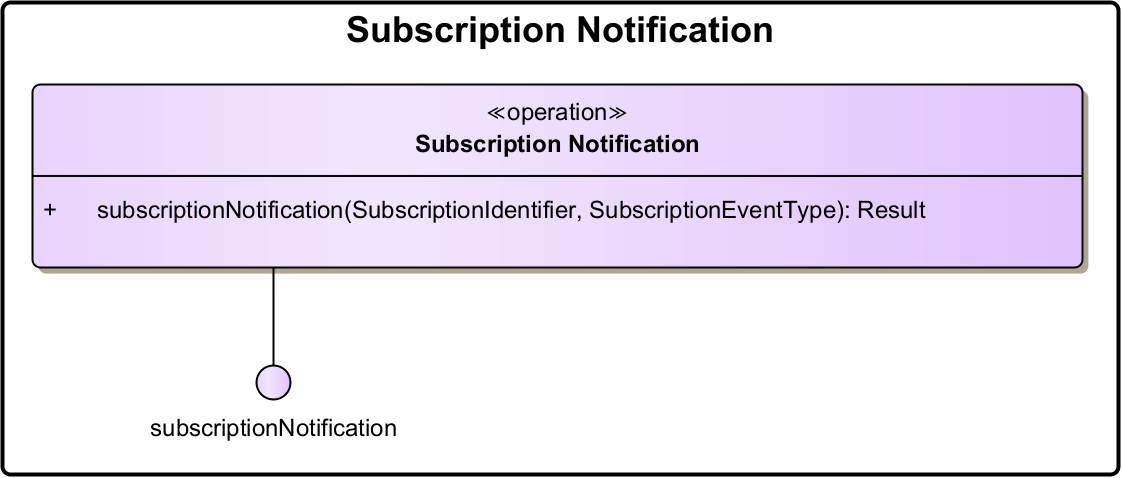 Subscription Notification
≪operation≫
Subscription Notification
+ subscriptionNotification(SubscriptionIdentifier, SubscriptionEventType): Result
subscriptionNotification